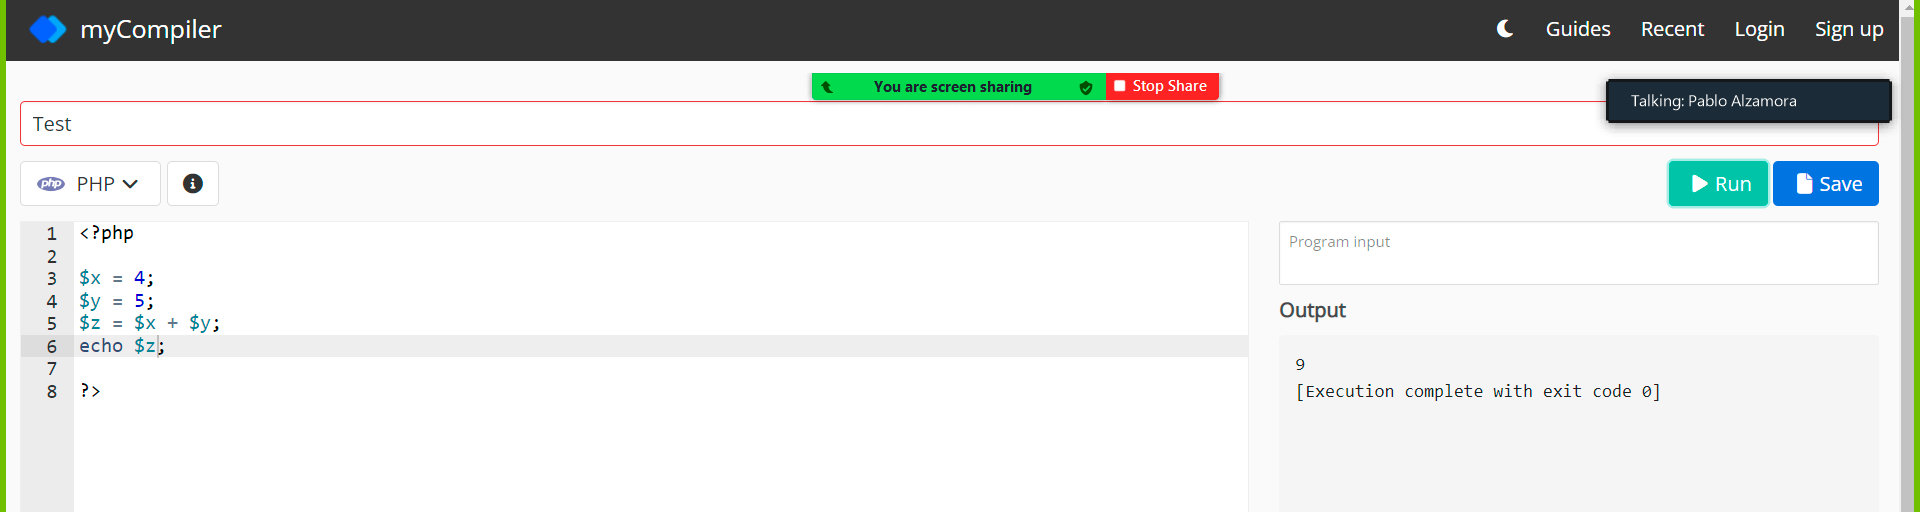 myCompiler
Guides Recent Login Sign up
You are screen sharing Stop Share
Talking: Pablo Alzamora
Test
php PHP
Run Save
1 <?php
2
3 $x = 4;
4 $y = 5;
5 $z = $x + $y;
6 echo $z;
7
8 ?>
Program input
Output
9
[Execution complete with exit code 0]